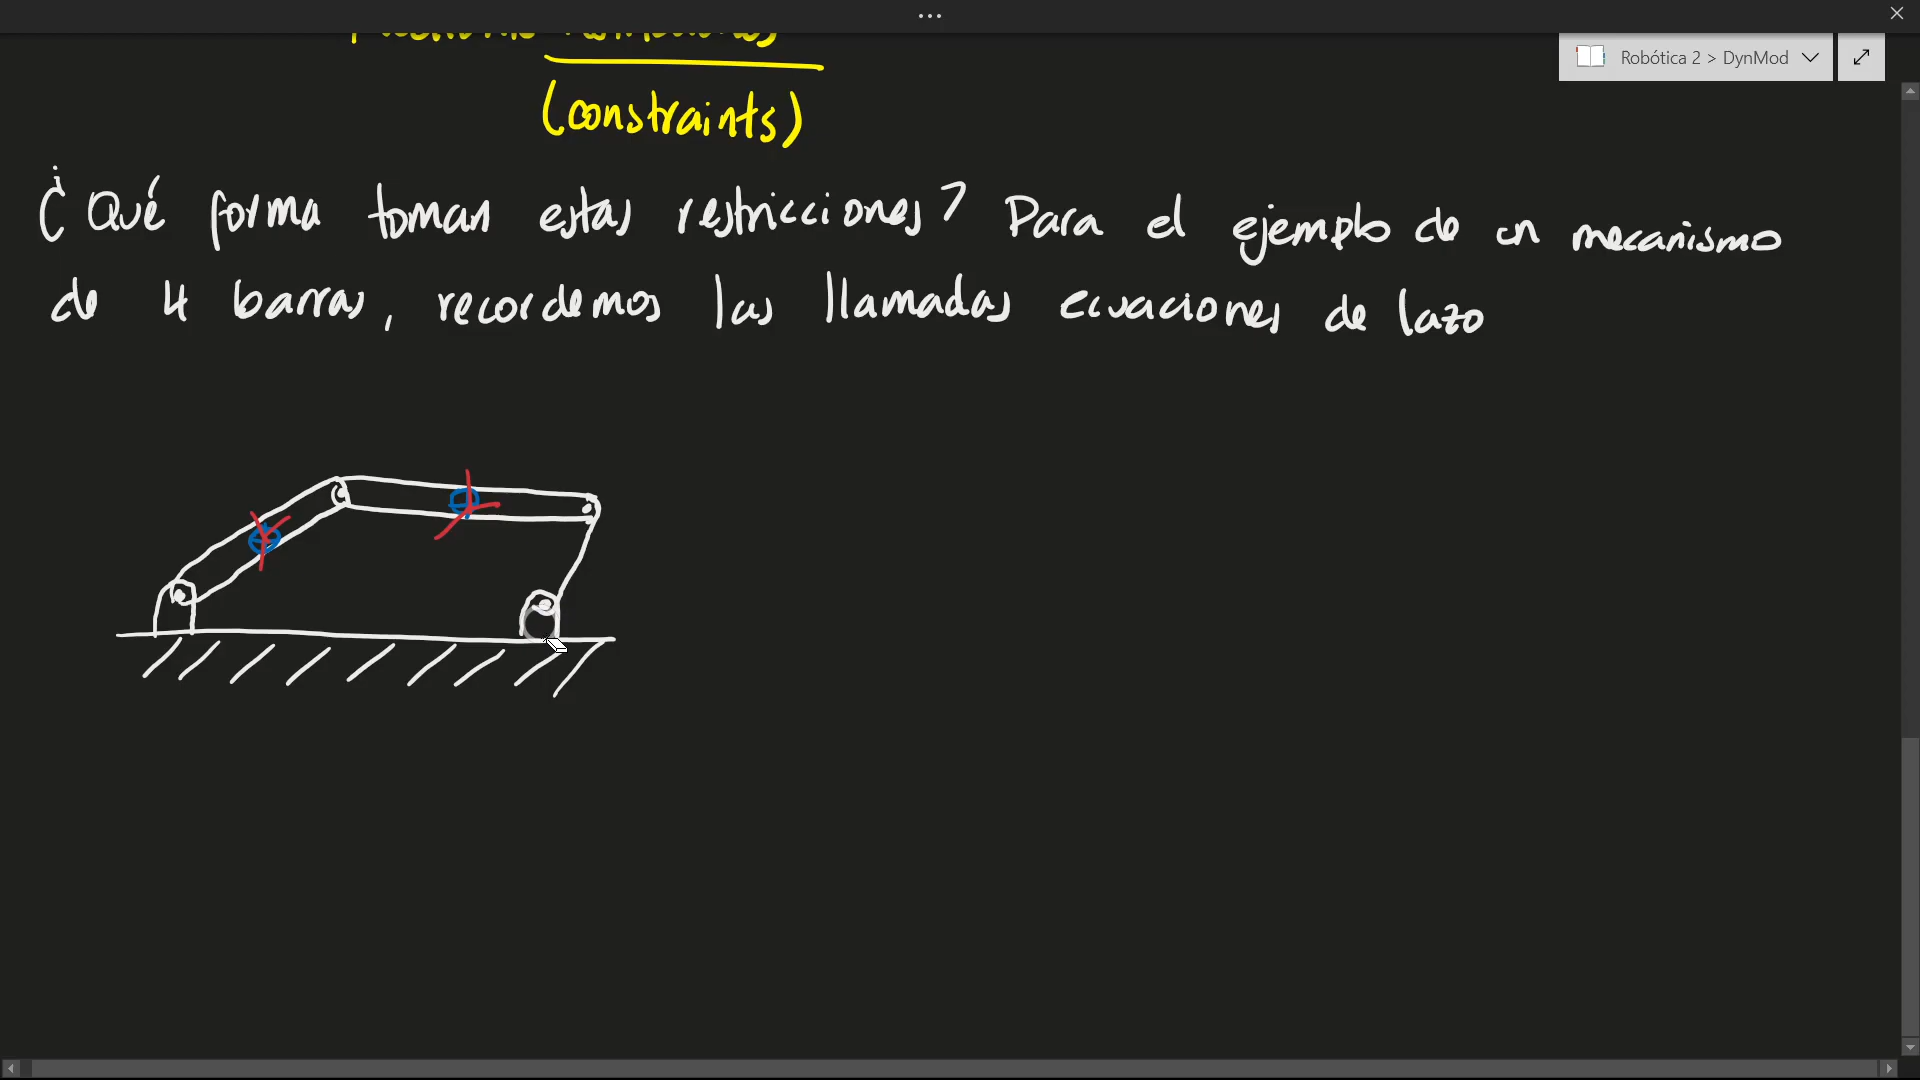 Robótica 2 > DynMod
(constraints)
¿Qué forma toman estas restricciones? Para el ejemplo de un mecanismo
de 4 barras, recordemos las llamadas ecuaciones de lazo